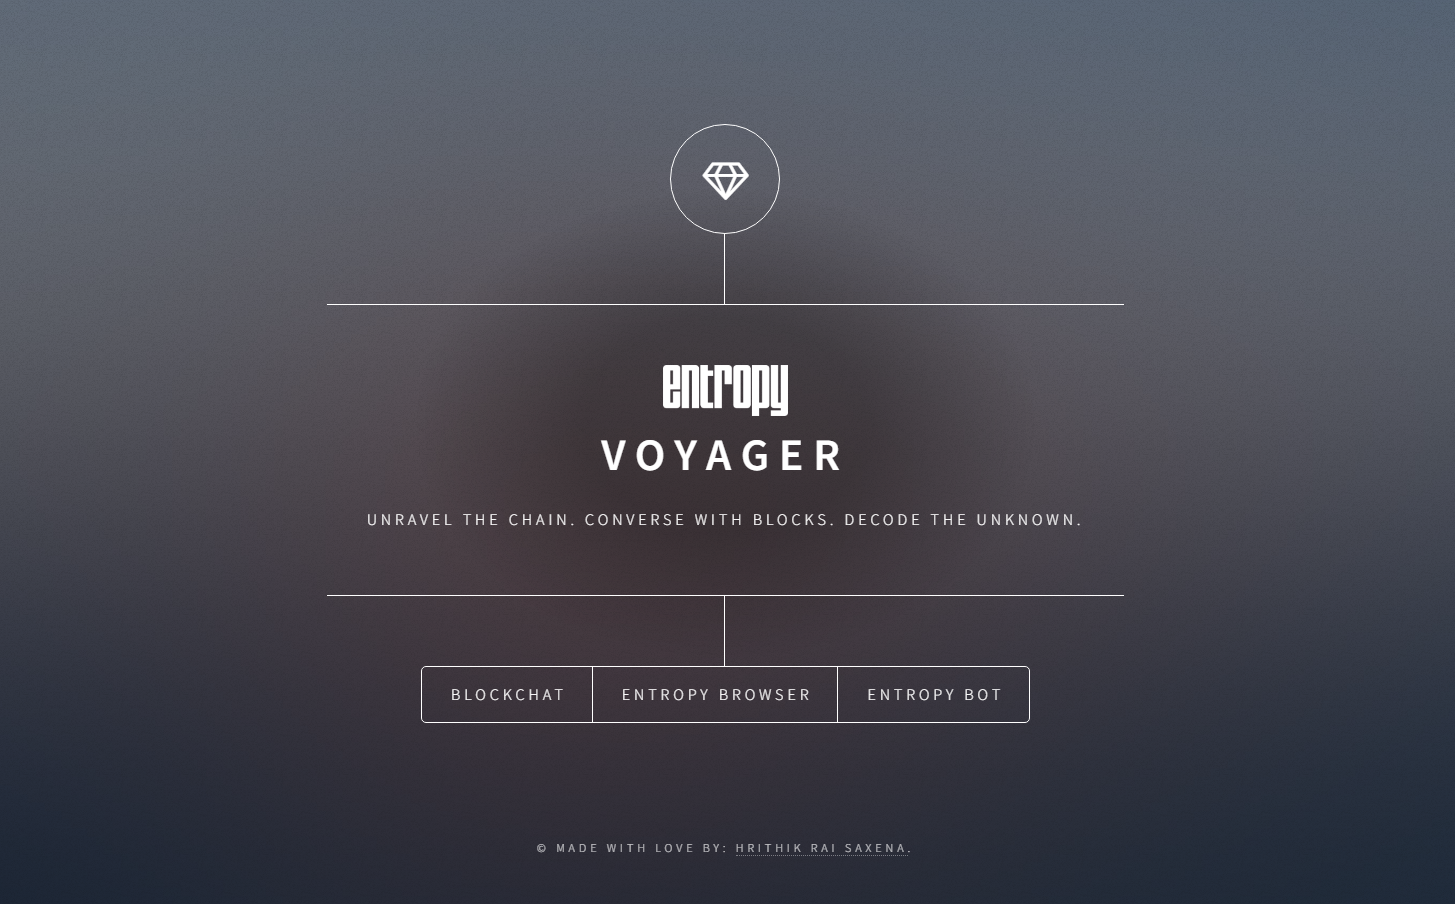 entropy
VOYAGER
UNRAVEL THE CHAIN. CONVERSE WITH BLOCKS. DECODE THE UNKNOWN.
BLOCKCHAT ENTROPY BROWSER ENTROPY BOT
© MADE WITH LOVE BY: HRITHIK RAI SAXENA.